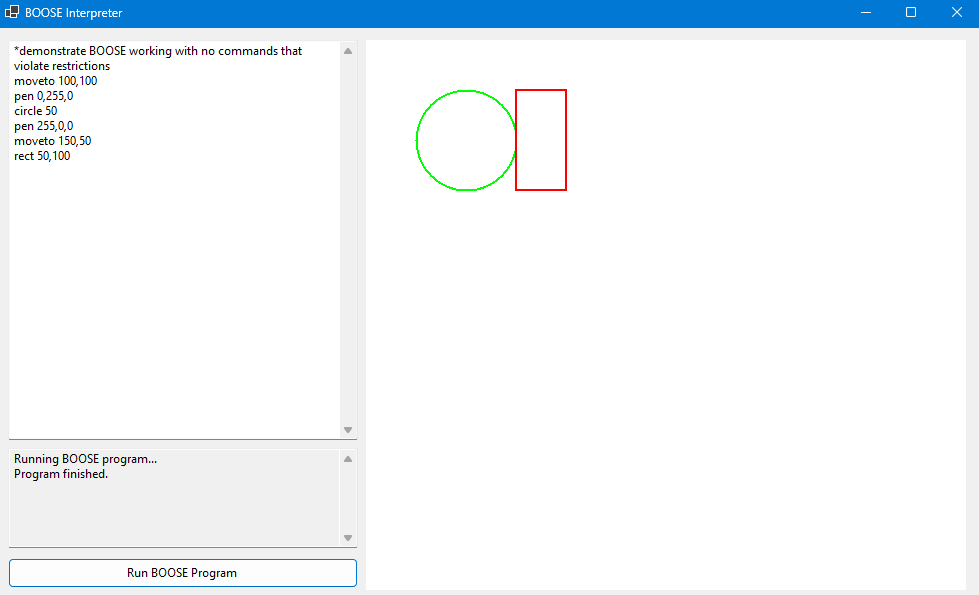 BOOSE Interpreter
*demonstrate BOOSE working with no commands that
violate restrictions
moveto 100,100
pen 0,255,0
circle 50
pen 255,0,0
moveto 150,50
rect 50,100
Running BOOSE program...
Program finished.
Run BOOSE Program